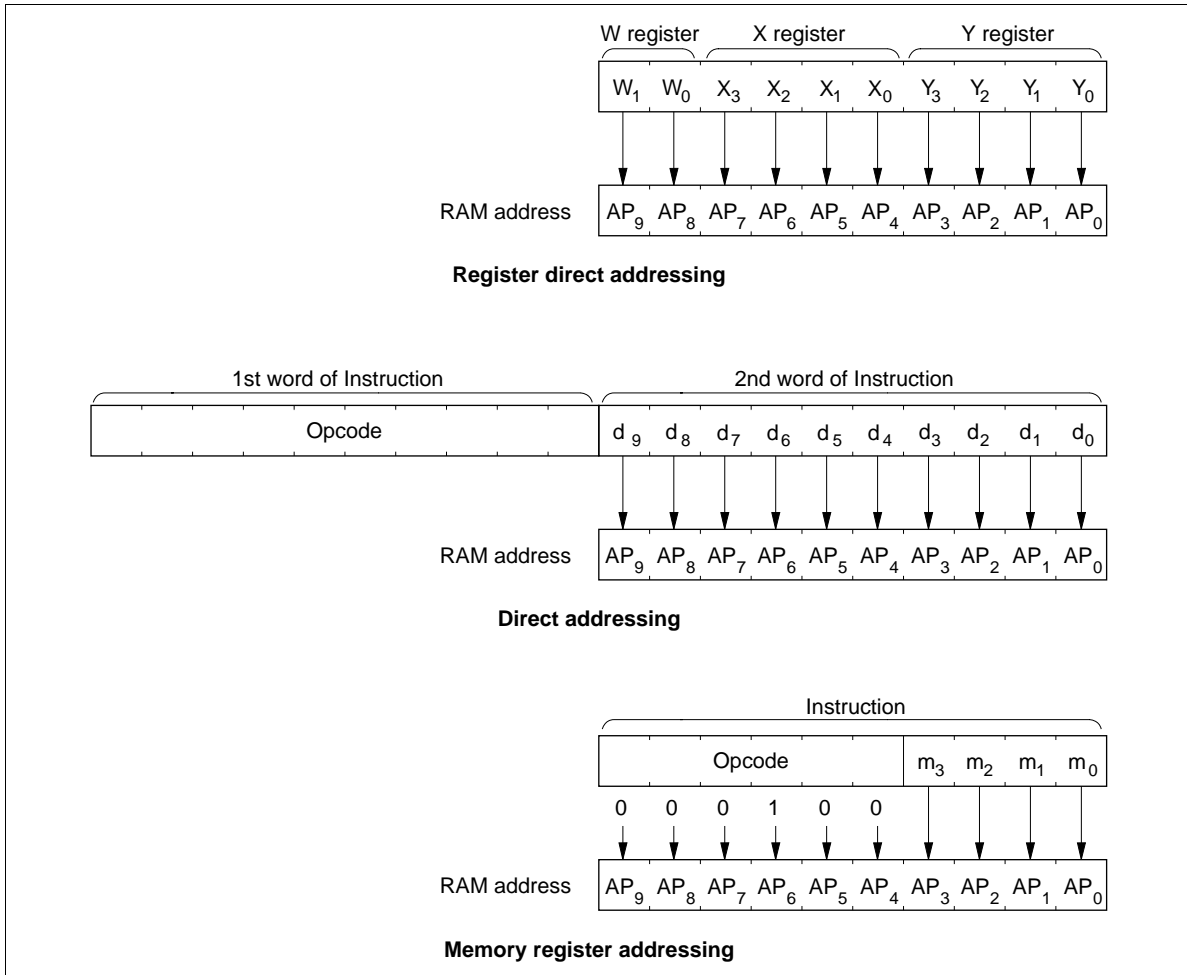 W register X register Y register
W1 W0 X3 X2 X1 X0 Y3 Y2 Y1 Y0
RAM address AP9 AP8 AP7 AP6 AP5 AP4 AP3 AP2 AP1 AP0
Register direct addressing
1st word of Instruction 2nd word of Instruction
Opcode d9 d8 d7 d6 d5 d4 d3 d2 d1 d0
RAM address AP9 AP8 AP7 AP6 AP5 AP4 AP3 AP2 AP1 AP0
Direct addressing
Instruction
Opcode m3 m2 m1 m0
0 0 0 1 0 0
RAM address AP9 AP8 AP7 AP6 AP5 AP4 AP3 AP2 AP1 AP0
Memory register addressing